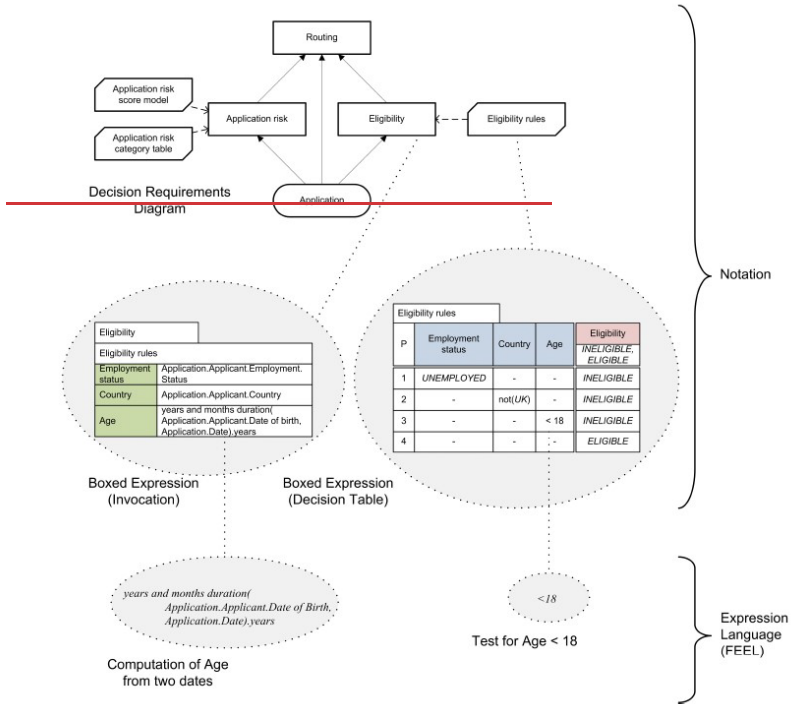 Routing
Application risk
score model
Application risk
category table
Application risk
Eligibility
Eligibility rules
Decision Requirements
Diagram
Application
Notation
Eligibility
Eligibility rules
Employment
status
Application.Applicant.Employment.
Status
Country
Application.Applicant.Country
Age
years and months duration(
Application.Applicant.Date of birth,
Application.Date).years
Boxed Expression
(Invocation)
Eligibility rules
P
Employment
status
Country
Age
Eligibility
INELIGIBLE,
ELIGIBLE
1 UNEMPLOYED - - INELIGIBLE
2 - not(UK) - INELIGIBLE
3 - - < 18 INELIGIBLE
4 - - - ELIGIBLE
Boxed Expression
(Decision Table)
years and months duration(
Application.Applicant.Date of Birth,
Application.Date).years
Computation of Age
from two dates
<18
Test for Age < 18
Expression
Language
(FEEL)